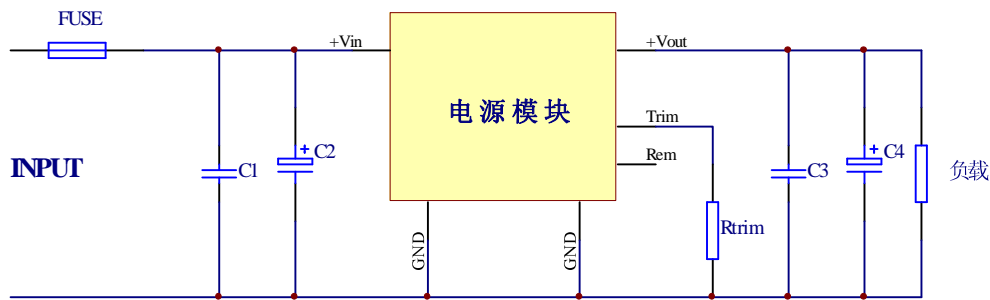 FUSE
+Vin
+Vout
电源模块
Trim
Rem
INPUT
C1
+
C2
C3
+
C4
负载
Rtrim
GND
GND